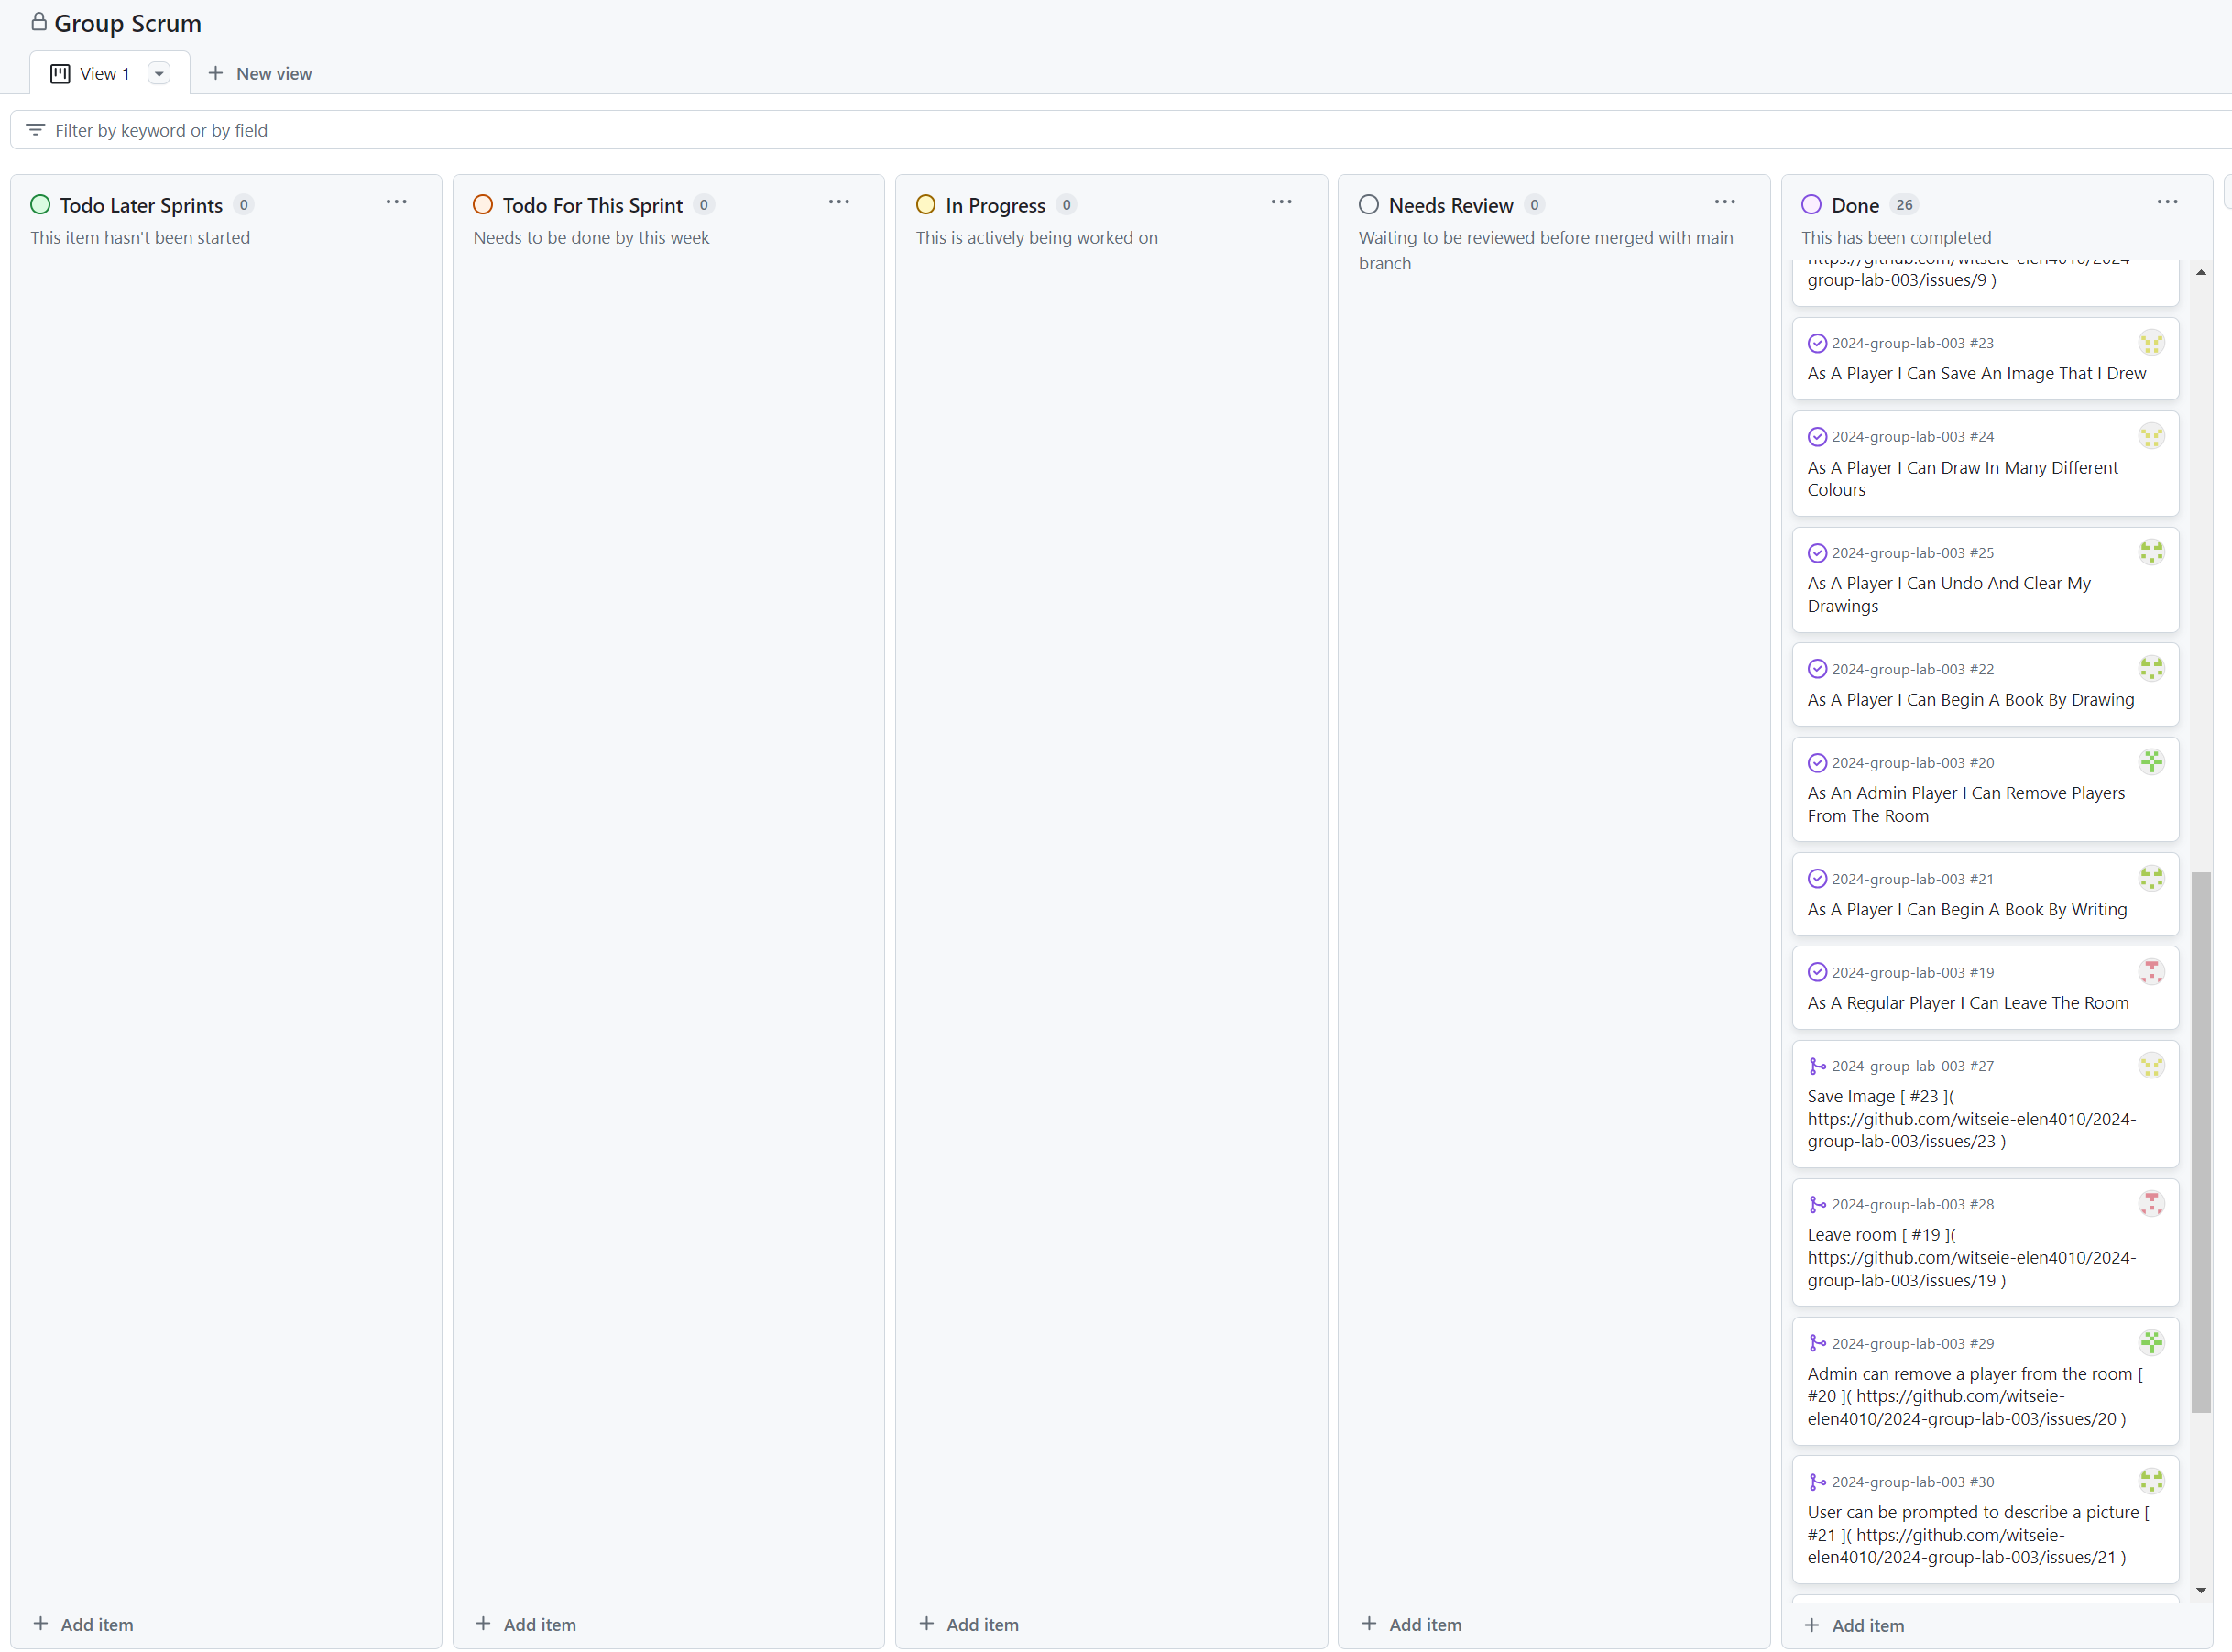 Group Scrum
View 1
New view
Filter by keyword or by field
Todo Later Sprints 0
This item hasn't been started
Add item
Todo For This Sprint 0
Needs to be done by this week
Add item
In Progress 0
This is actively being worked on
Add item
Needs Review 0
Waiting to be reviewed before merged with main
branch
Add item
Done 26
This has been completed
https://github.com/witseie-elen4010/2024-
group-lab-003/issues/9 )
2024-group-lab-003 #23
As A Player I Can Save An Image That I Drew
2024-group-lab-003 #24
As A Player I Can Draw In Many Different
Colours
2024-group-lab-003 #25
As A Player I Can Undo And Clear My
Drawings
2024-group-lab-003 #22
As A Player I Can Begin A Book By Drawing
2024-group-lab-003 #20
As An Admin Player I Can Remove Players
From The Room
2024-group-lab-003 #21
As A Player I Can Begin A Book By Writing
2024-group-lab-003 #19
As A Regular Player I Can Leave The Room
2024-group-lab-003 #27
Save Image [ #23 ](
https://github.com/witseie-elen4010/2024-
group-lab-003/issues/23 )
2024-group-lab-003 #28
Leave room [ #19 ](
https://github.com/witseie-elen4010/2024-
group-lab-003/issues/19 )
2024-group-lab-003 #29
Admin can remove a player from the room [
#20 ]( https://github.com/witseie-
elen4010/2024-group-lab-003/issues/20 )
2024-group-lab-003 #30
User can be prompted to describe a picture [
#21 ]( https://github.com/witseie-
elen4010/2024-group-lab-003/issues/21 )
Add item